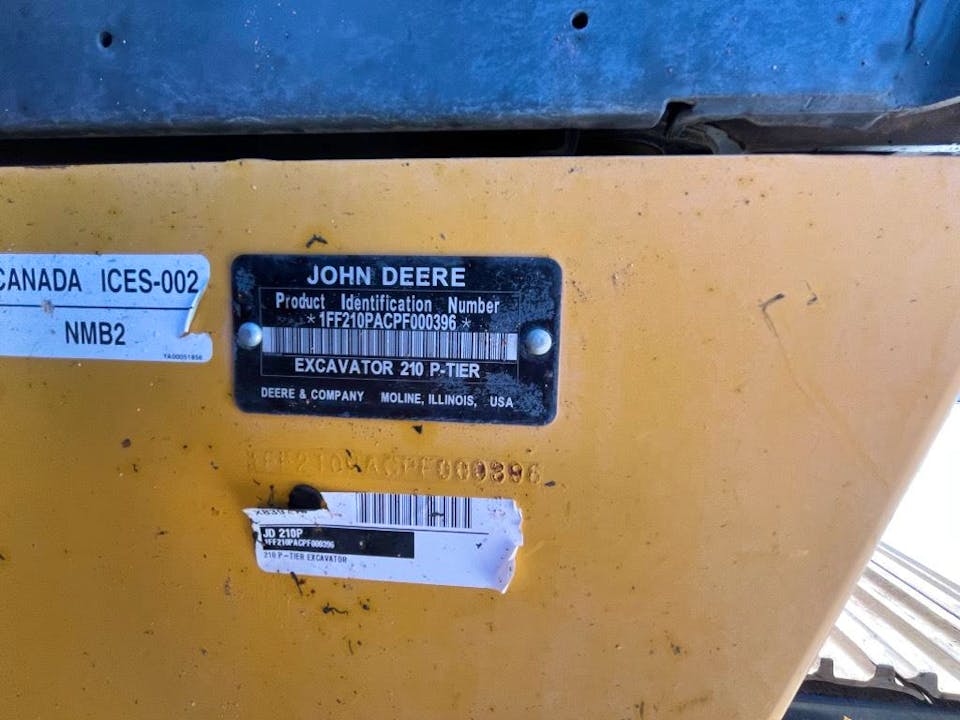 CANADA ICES-002
NMB2
YA00051856
JOHN DEERE
Product Identification Number
*1FF210PACPF000396*
EXCAVATOR 210 P-TIER
DEERE & COMPANY MOLINE, ILLINOIS, USA
1FF210PACPF000396
JD 210P
1FF210PACPF000396
210 P-TIER EXCAVATOR